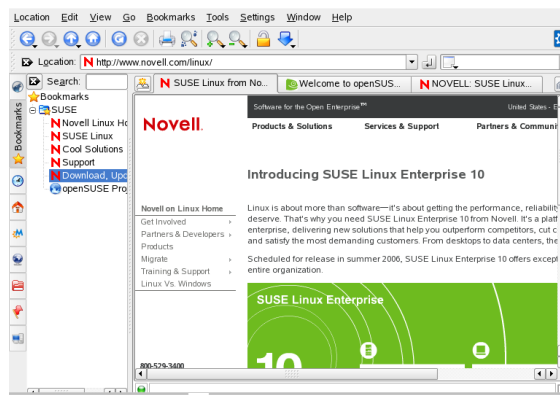 Location Edit View Go Bookmarks Tools Settings Window Help
Location: http://www.novell.com/linux/
Search:
SUSE Linux from No...
Welcome to openSUS...
NOVELL: SUSE Linux...
Bookmarks
Bookmarks
SUSE
Novell Linux Ho
SUSE Linux
Cool Solutions
Support
Download, Upd
openSUSE Proj
Software for the Open Enterprise™
United States - E
Novell.
Products & Solutions
Services & Support
Partners & Communi
Introducing SUSE Linux Enterprise 10
Novell on Linux Home
Get Involved
Partners & Developers
Products
Migrate
Training & Support
Linux Vs. Windows
800-529-3400
Linux is about more than software—it's about getting the performance, reliability
deserve. That's why you need SUSE Linux Enterprise 10 from Novell. It's a platf
enterprise, delivering new solutions that help you outperform competitors, cut c
and satisfy the most demanding customers. From desktops to data centers, the
Scheduled for release in summer 2006, SUSE Linux Enterprise 10 offers except
entire organization.
SUSE Linux Enterprise
10